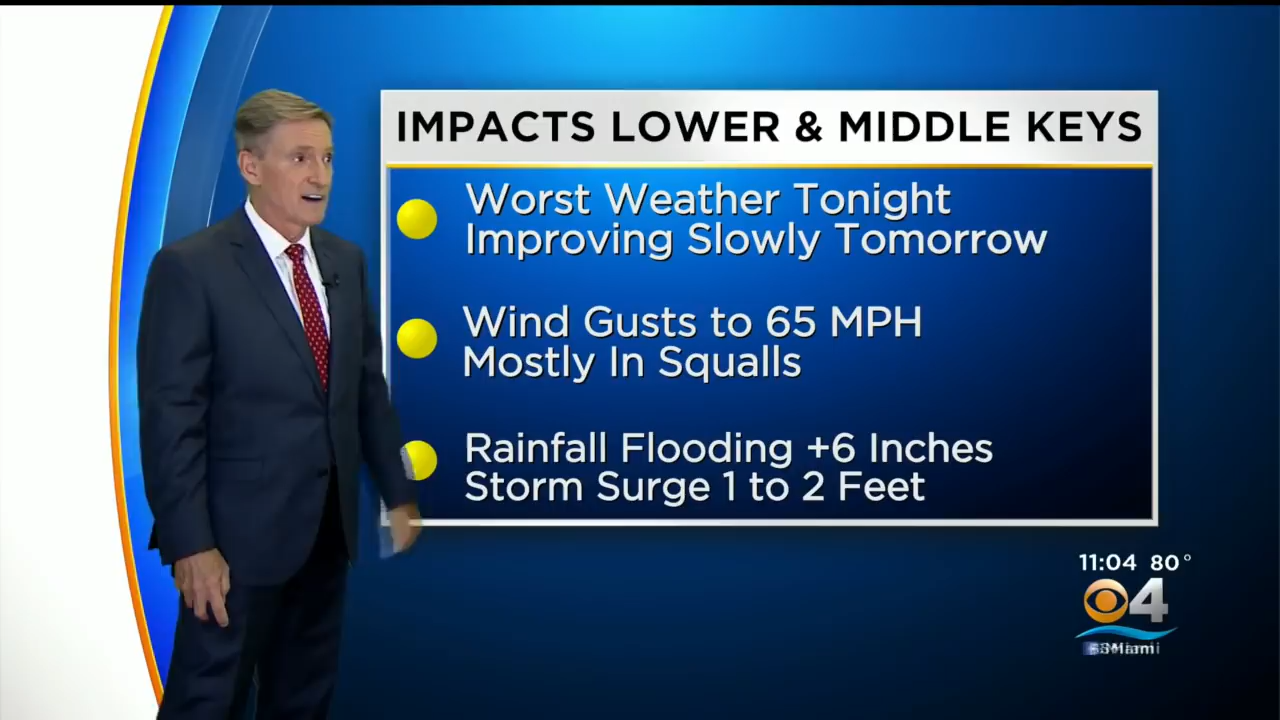 IMPACTS LOWER & MIDDLE KEYS
Worst Weather Tonight
Improving Slowly Tomorrow
Wind Gusts to 65 MPH
Mostly In Squalls
Rainfall Flooding +6 Inches
Storm Surge 1 to 2 Feet
11:04 80°
4
Miami